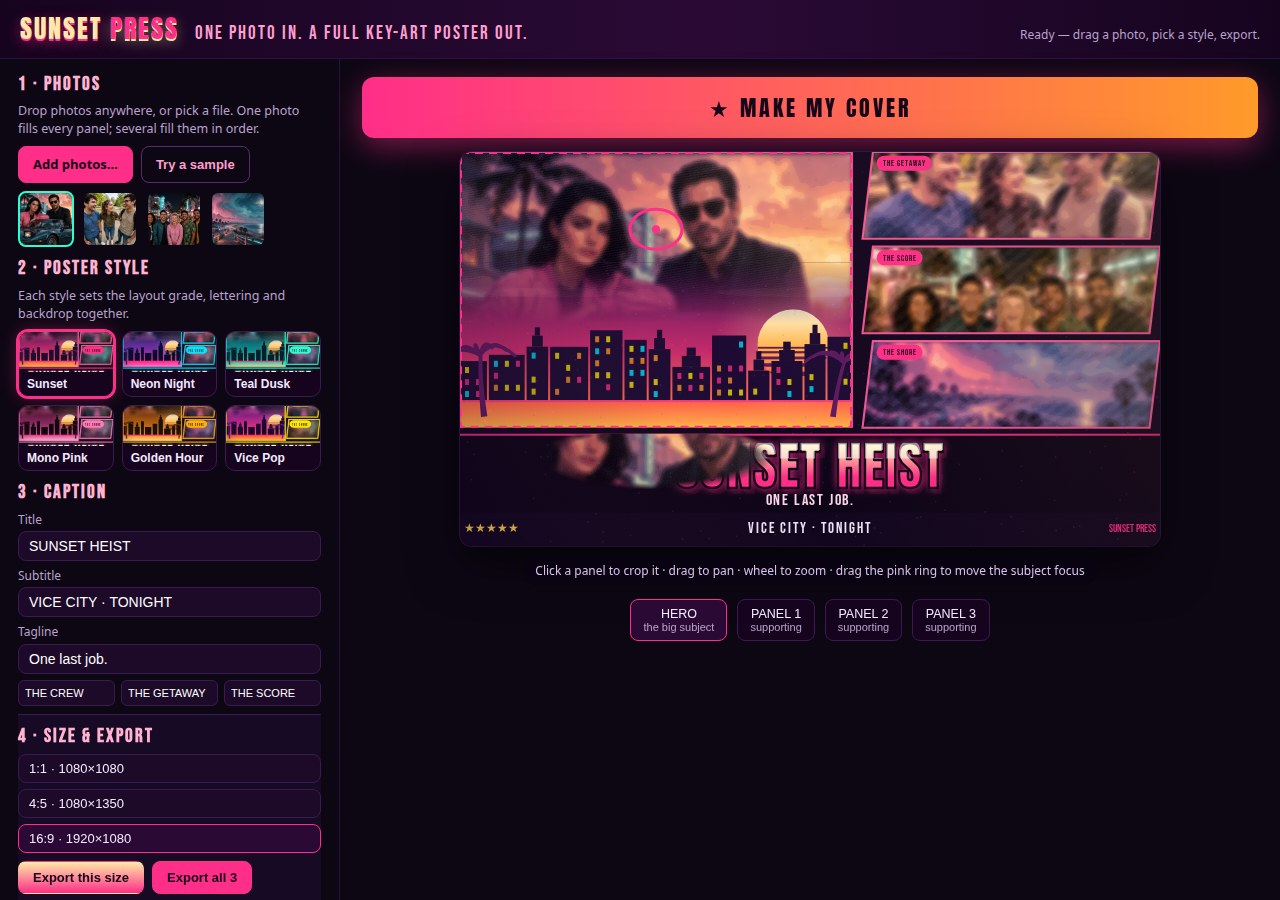 SUNSET PRESS
ONE PHOTO IN. A FULL KEY-ART POSTER OUT.
Ready — drag a photo, pick a style, export.
1 · PHOTOS
Drop photos anywhere, or pick a file. One photo
fills every panel; several fill them in order.
Add photos...
Try a sample
2 · POSTER STYLE
Each style sets the layout grade, lettering and
backdrop together.
Sunset
Neon Night
Teal Dusk
Mono Pink
Golden Hour
Vice Pop
3 · CAPTION
Title
SUNSET HEIST
Subtitle
VICE CITY · TONIGHT
Tagline
One last job.
THE CREW
THE GETAWAY
THE SCORE
4 · SIZE & EXPORT
1:1 · 1080×1080
4:5 · 1080×1350
16:9 · 1920×1080
Export this size
Export all 3
★ MAKE MY COVER
THE GETAWAY
THE SCORE
THE SHORE
SUNSET HEIST
ONE LAST JOB.
★★★★★
VICE CITY · TONIGHT
SUNSET PRESS
Click a panel to crop it · drag to pan · wheel to zoom · drag the pink ring to move the subject focus
HERO
the big subject
PANEL 1
supporting
PANEL 2
supporting
PANEL 3
supporting